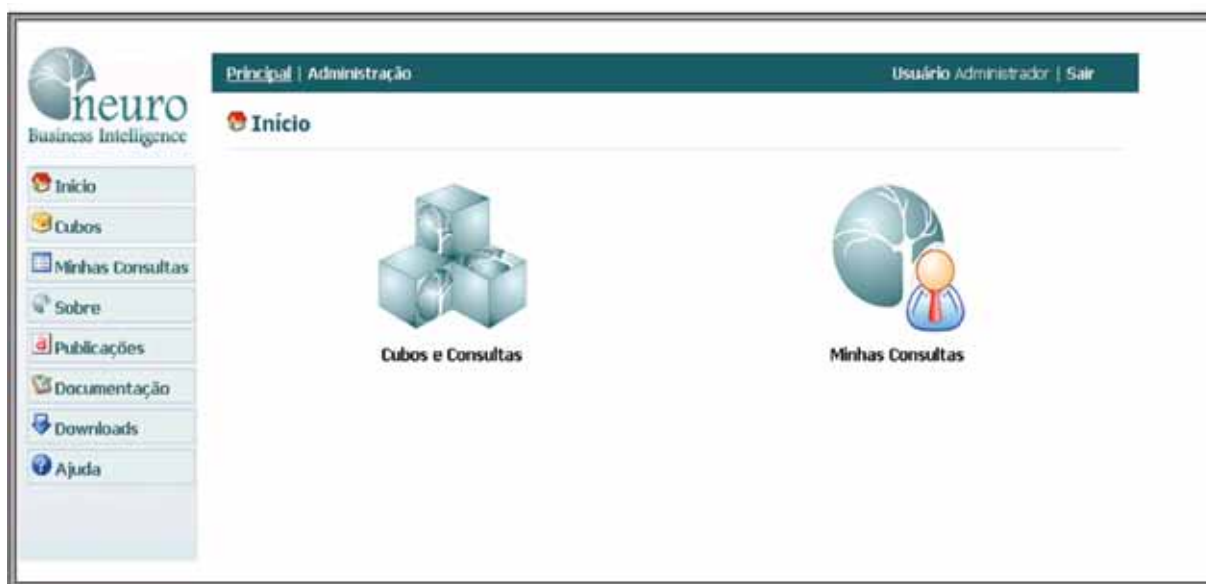 neuro
Business Intelligence
Principal | Administração
Usuário Administrador | Sair
Início
Início
Cubos
Minhas Consultas
Sobre
Publicações
Documentação
Downloads
Ajuda
Cubos e Consultas
Minhas Consultas